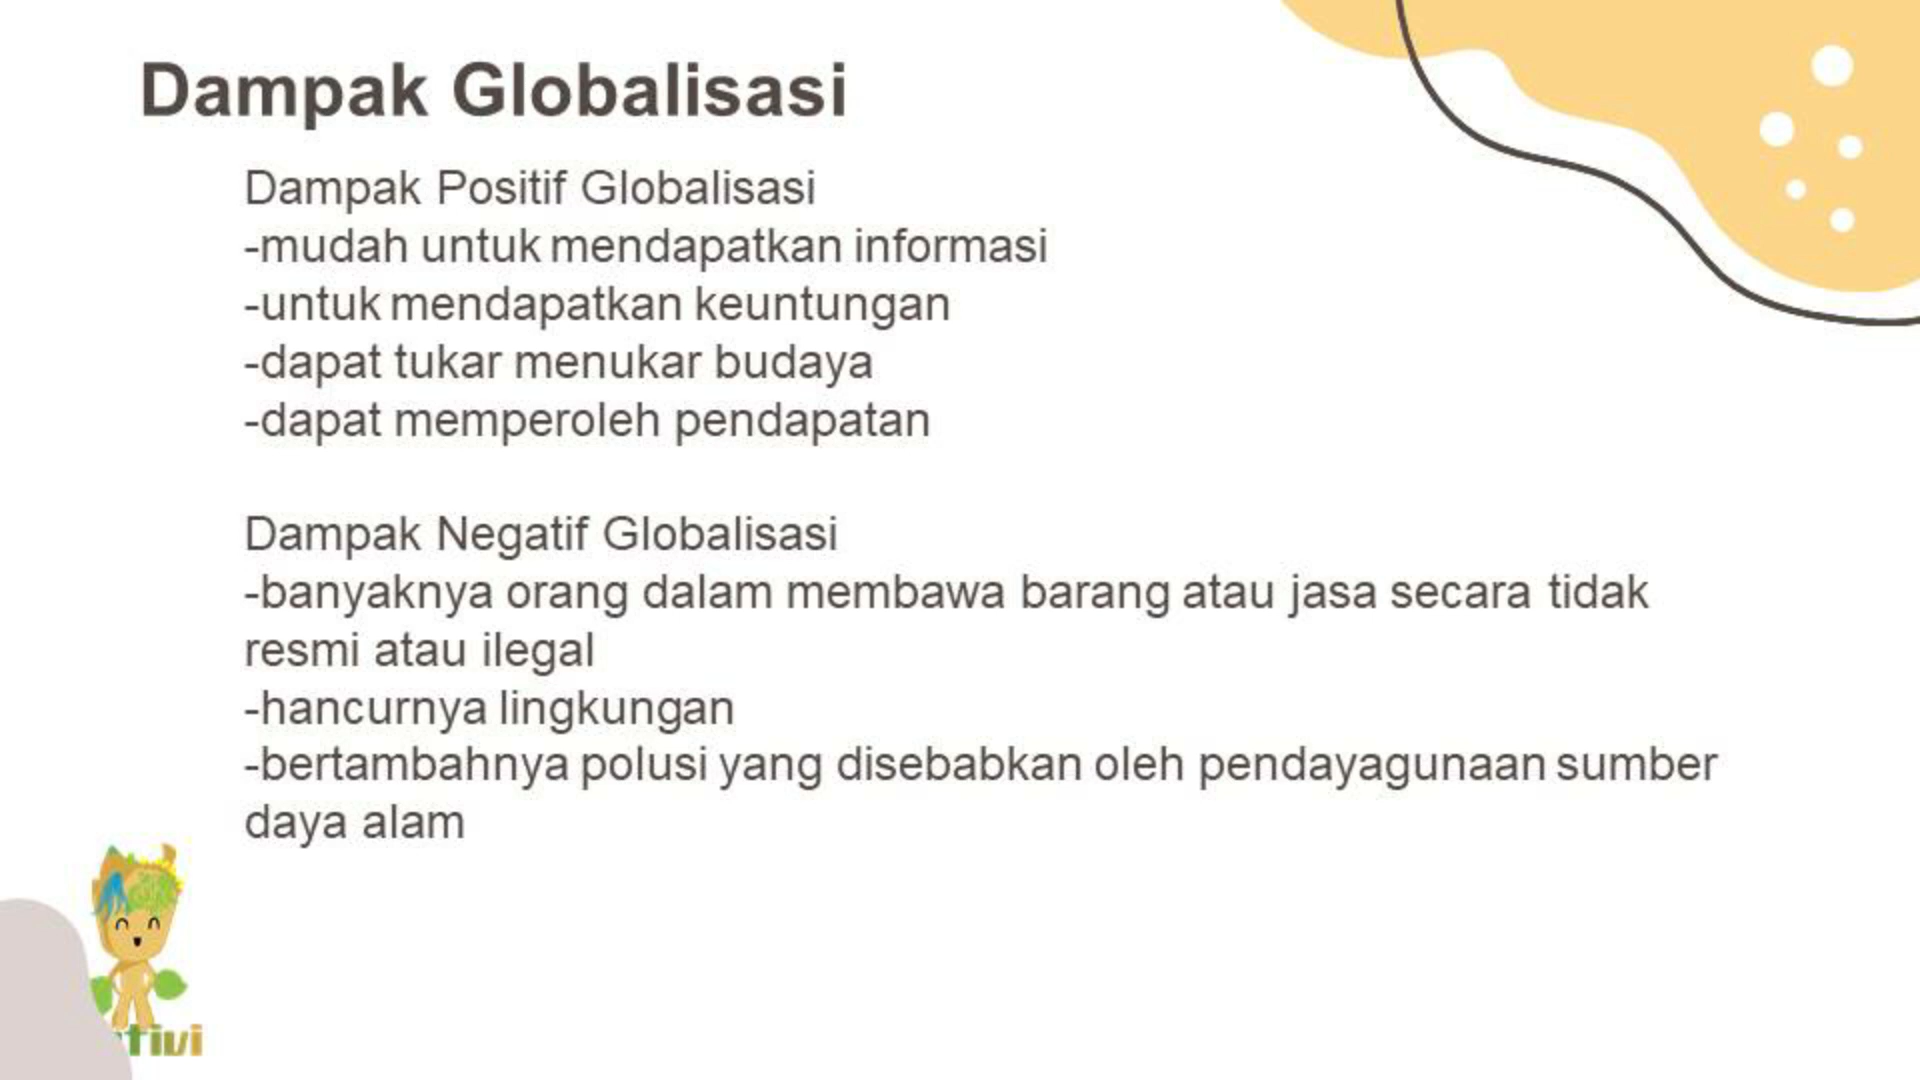 Dampak Globalisasi
Dampak Positif Globalisasi
-mudah untuk mendapatkan informasi
-untuk mendapatkan keuntungan
-dapat tukar menukar budaya
-dapat memperoleh pendapatan
Dampak Negatif Globalisasi
-banyaknya orang dalam membawa barang atau jasa secara tidak
resmi atau ilegal
-hancurnya lingkungan
-bertambahnya polusi yang disebabkan oleh pendayagunaan sumber
daya alam